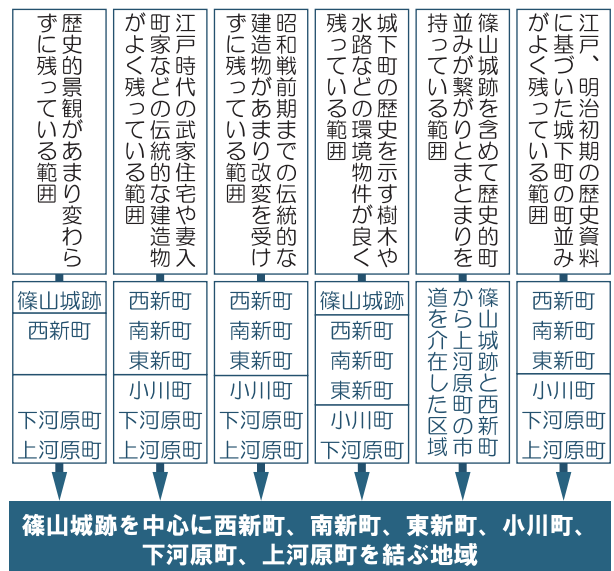 江戸、明治初期の歴史資料
に基づいた城下町の町並み
がよく残っている範囲
篠山城跡を含めて歴史的町
並みが繋がりとまとまりを
持っている範囲
城下町の歴史を示す樹木や
水路などの環境物件が良く
残っている範囲
昭和戦前期までの伝統的な
建造物があまり改変を受け
ずに残っている範囲
江戸時代の武家住宅や妻入
町家などの伝統的な建造物
がよく残っている範囲
歴史的景観があまり変わら
ずに残っている範囲
西新町
南新町
東新町
小川町
下河原町
上河原町
篠山城跡と西新町
から上河原町の市
道を介在した区域
篠山城跡
西新町
南新町
東新町
小川町
下河原町
西新町
南新町
東新町
小川町
下河原町
上河原町
西新町
南新町
東新町
小川町
下河原町
上河原町
篠山城跡
西新町
下河原町
上河原町
篠山城跡を中心に西新町、南新町、東新町、小川町、
下河原町、上河原町を結ぶ地域